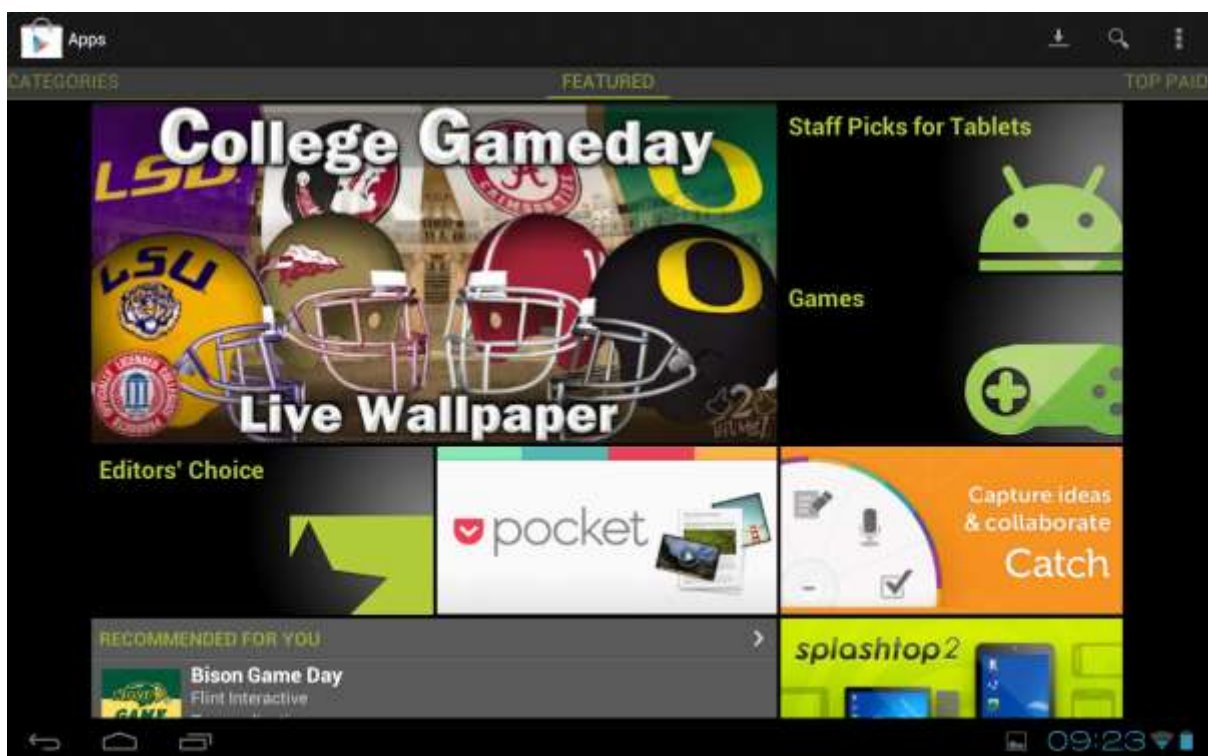 Apps
CATEGORIES
FEATURED
TOP PAID
College Gameday
LSU
LSU
Live Wallpaper
Staff Picks for Tablets
Games
Editors' Choice
pocket
Capture ideas
& collaborate
Catch
RECOMMENDED FOR YOU
Bison Game Day
Flint Interactive
GAME
splashtop2
09:23